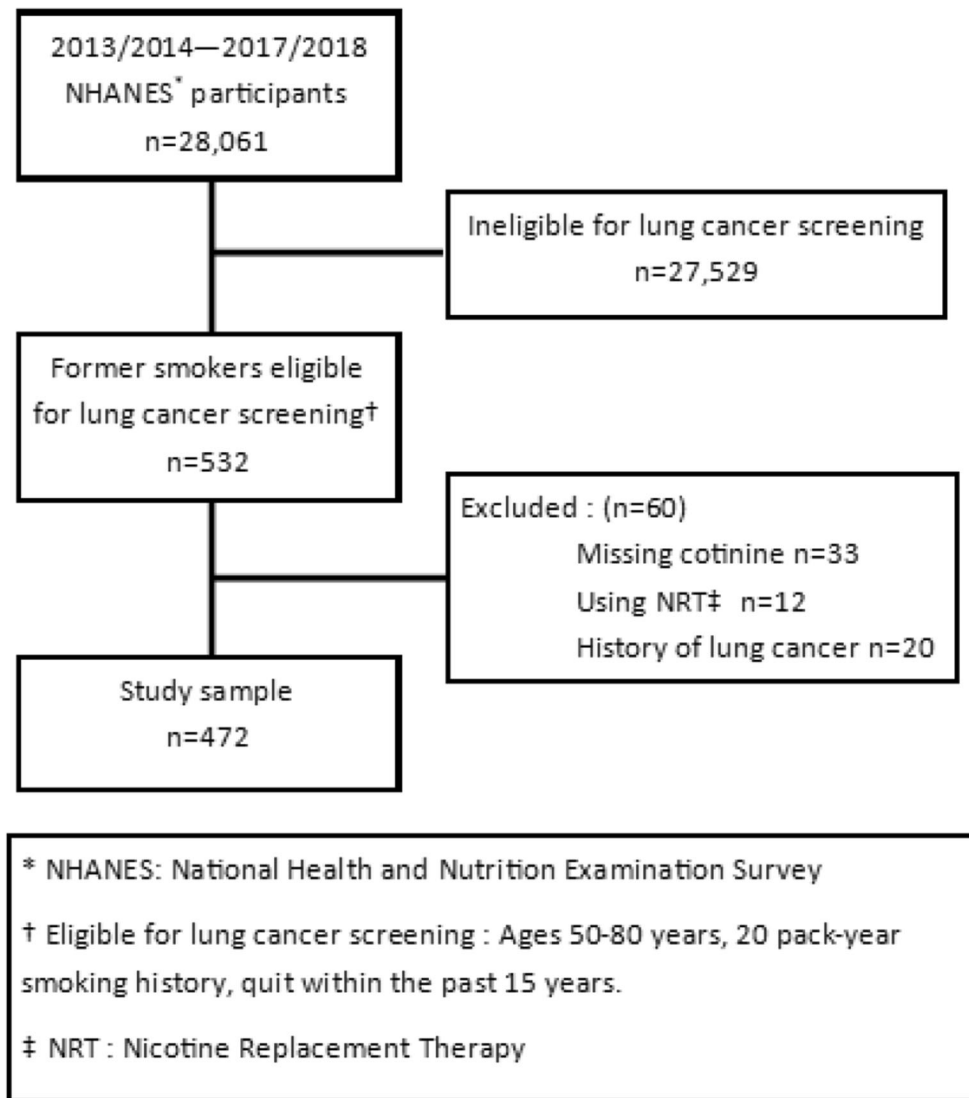 2013/2014—2017/2018
NHANES* participants
n=28,061
Ineligible for lung cancer screening
n=27,529
Former smokers eligible
for lung cancer screening†
n=532
Excluded : (n=60)
Missing cotinine n=33
Using NRT‡ n=12
History of lung cancer n=20
Study sample
n=472
* NHANES: National Health and Nutrition Examination Survey
† Eligible for lung cancer screening : Ages 50-80 years, 20 pack-year
smoking history, quit within the past 15 years.
‡ NRT : Nicotine Replacement Therapy